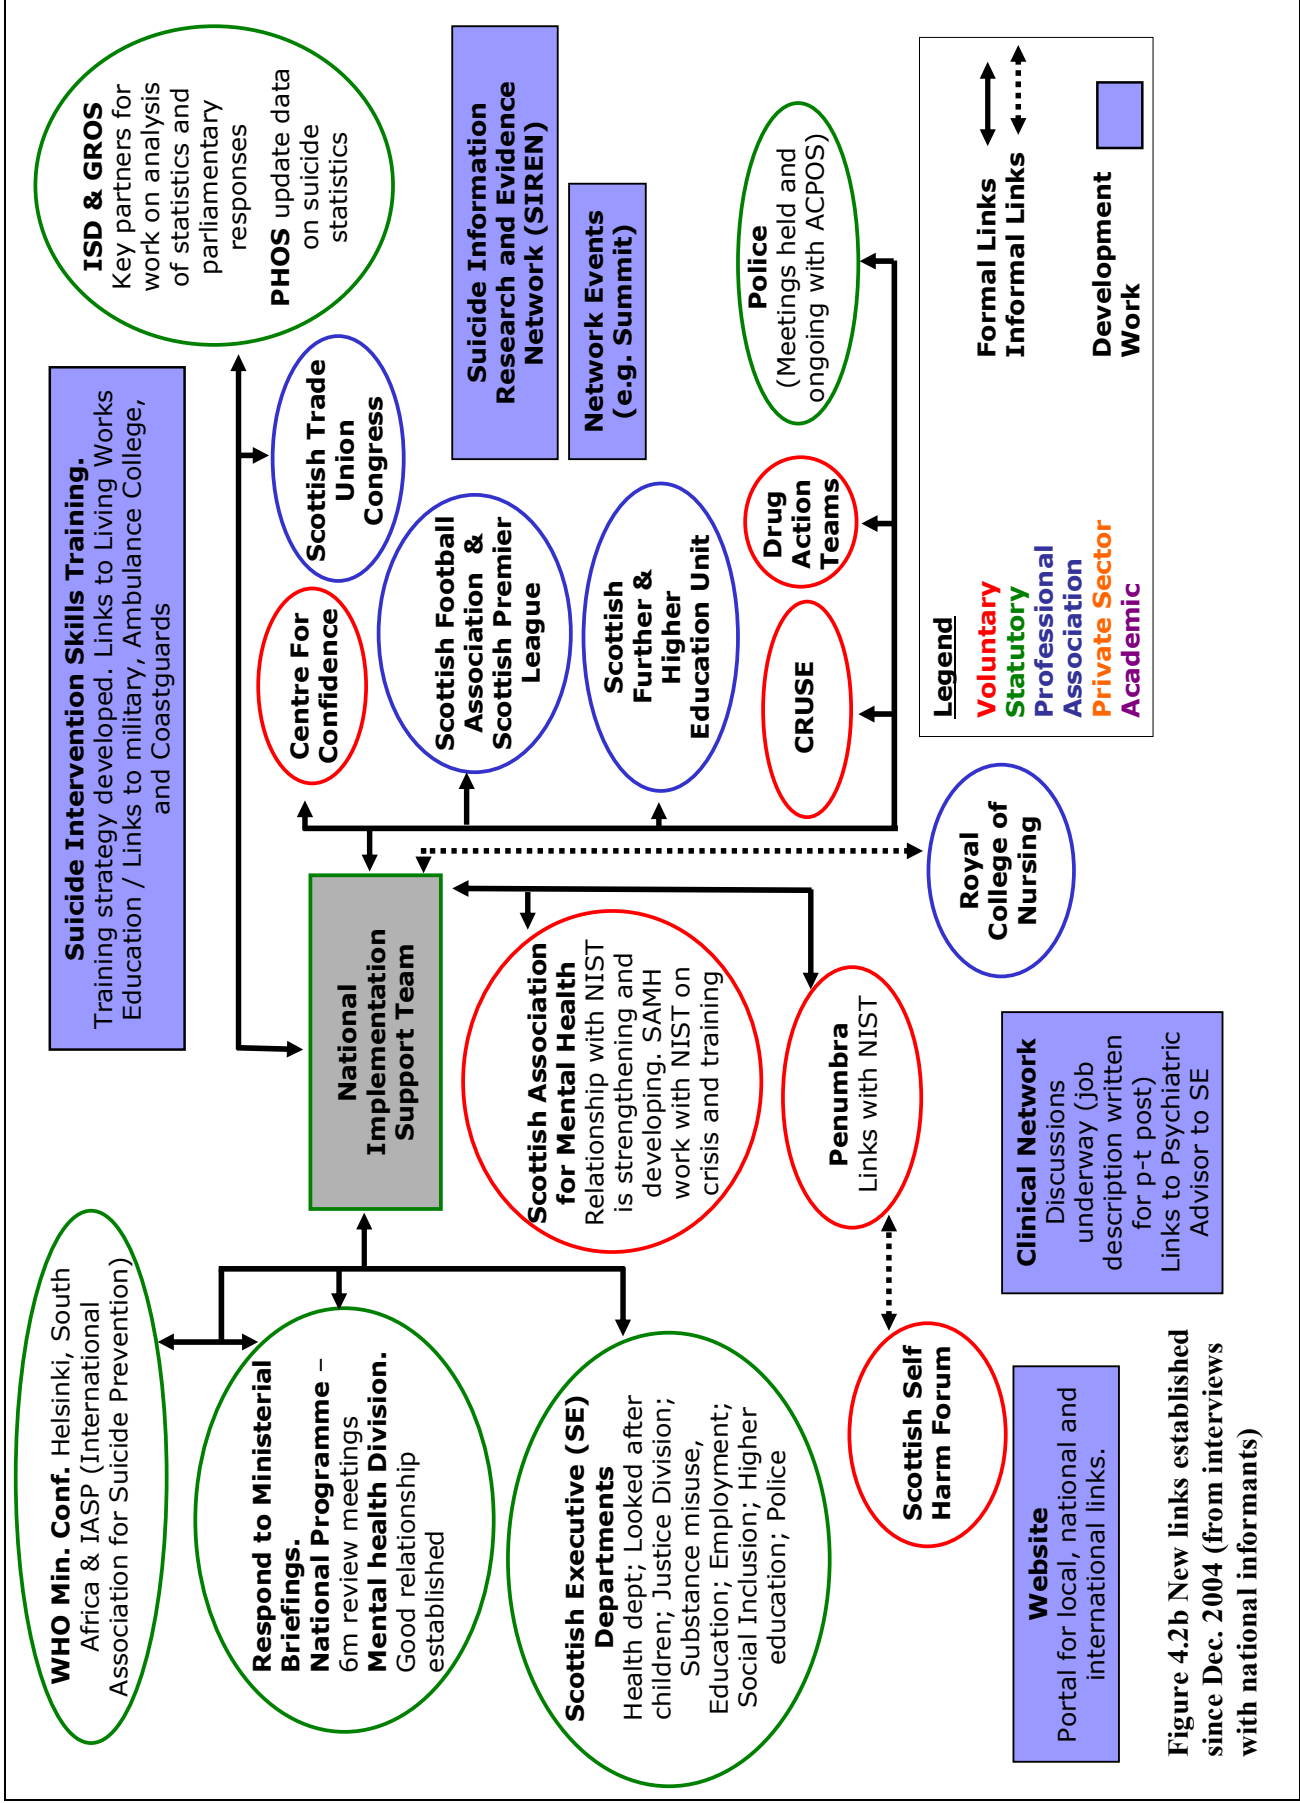 WHO Min. Conf. Helsinki, South
Africa & IASP (International
Association for Suicide Prevention)
Respond to Ministerial
Briefings.
National Programme –
6m review meetings
Mental health Division.
Good relationship
established
Scottish Executive (SE)
Departments
Health dept; Looked after
children; Justice Division;
Substance misuse,
Education; Employment;
Social Inclusion; Higher
education; Police
Scottish Self
Harm Forum
Website
Portal for local, national and
international links.
Figure 4.2b New links established
since Dec. 2004 (from interviews
with national informants)
Suicide Intervention Skills Training.
Training strategy developed. Links to Living Works
Education / Links to military, Ambulance College,
and Coastguards
National
Implementation
Support Team
Scottish Association
for Mental Health
Relationship with NIST
is strengthening and
developing. SAMH
work with NIST on
crisis and training
Penumbra
Links with NIST
Clinical Network
Discussions
underway (job
description written
for p-t post)
Links to Psychiatric
Advisor to SE
Royal
College of
Nursing
ISD & GROS
Key partners for
work on analysis
of statistics and
parliamentary
responses
PHOS update data
on suicide
statistics
Scottish Trade
Union
Congress
Centre For
Confidence
Scottish Football
Association &
Scottish Premier
League
Scottish
Further &
Higher
Education Unit
CRUSE
Drug
Action
Teams
Police
(Meetings held and
ongoing with ACPOS)
Suicide Information
Research and Evidence
Network (SIREN)
Network Events
(e.g. Summit)
Legend
Voluntary
Statutory
Professional
Association
Private Sector
Academic
Formal Links
Informal Links
Development
Work